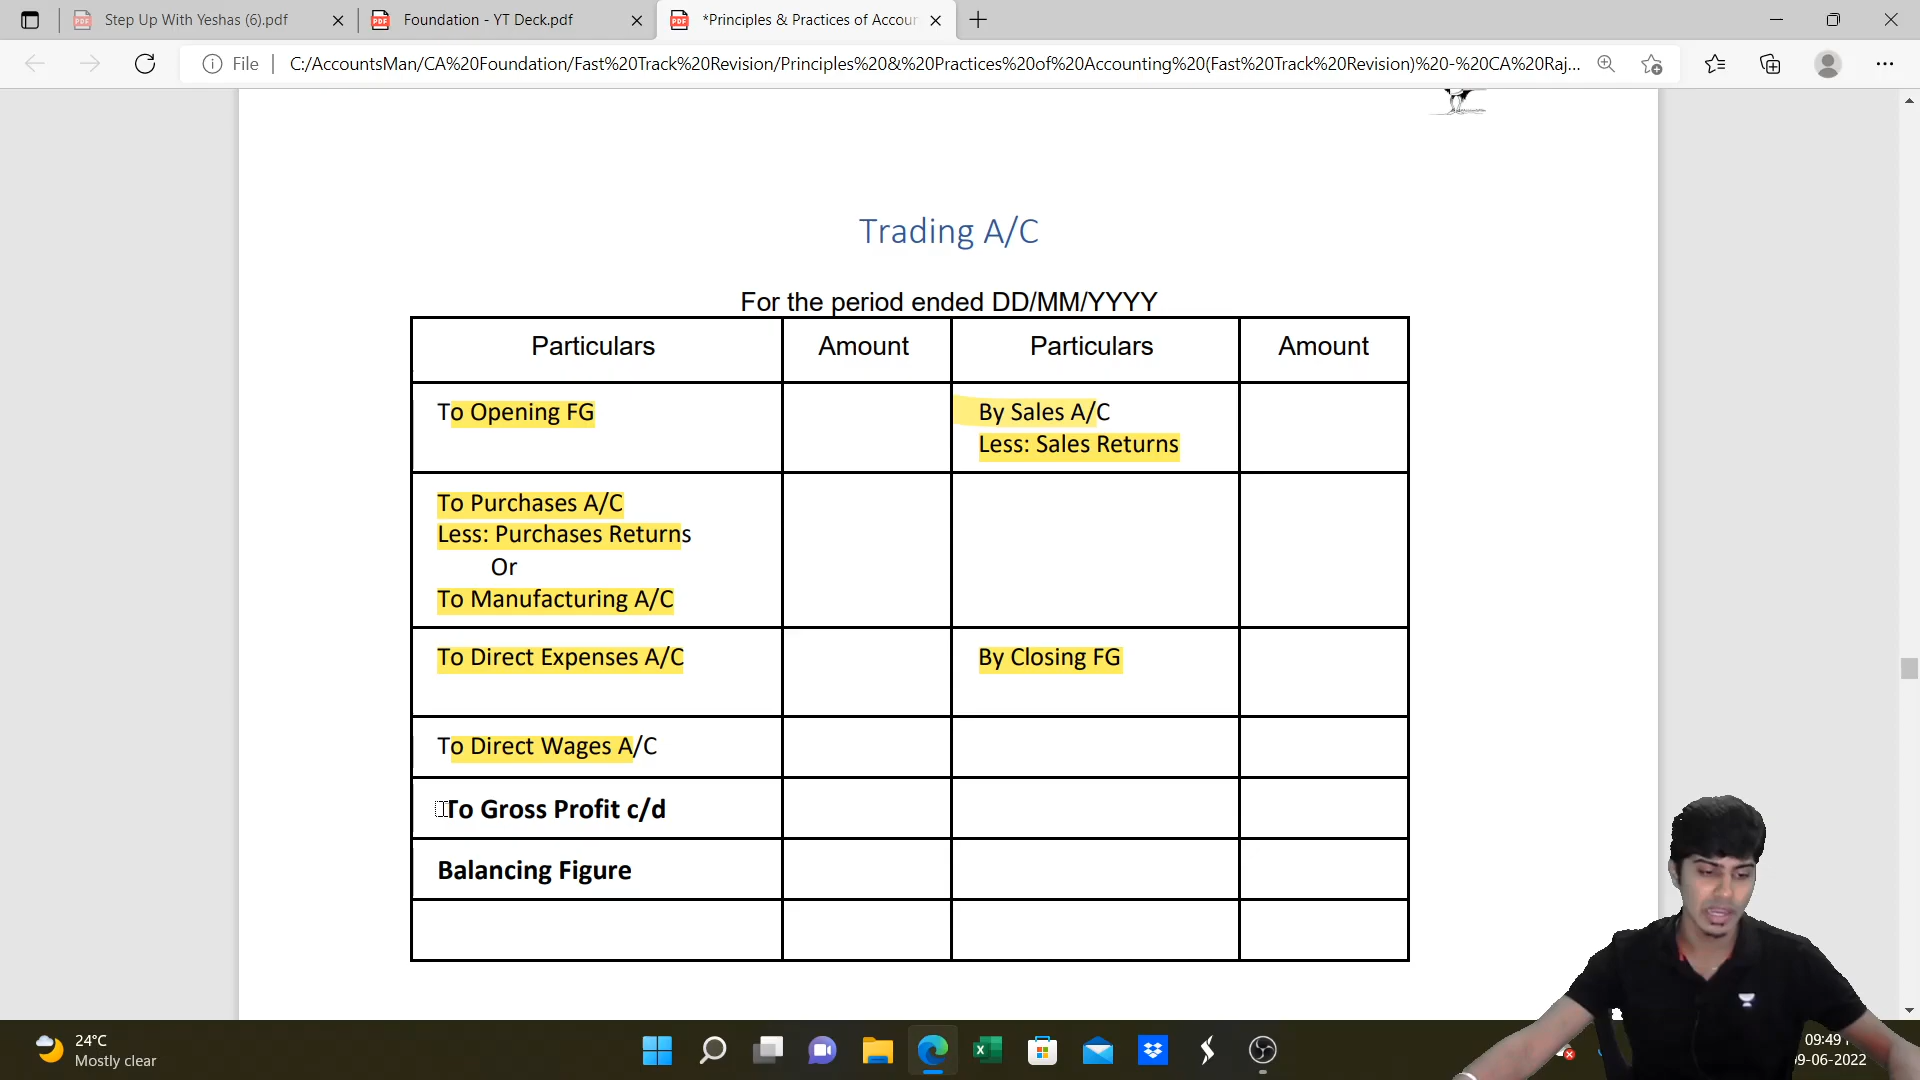 Step Up With Yeshas (6).pdf
Foundation - YT Deck.pdf
*Principles & Practices of Accour
File
C:/AccountsMan/CA%20Foundation/Fast%20Track%20Revision/Principles%20&%20Practices%20of%20Accounting%20(Fast%20Track%20Revision)%20-%20CA%20Raj...
Trading A/C
For the period ended DD/MM/YYYY
Particulars Amount Particulars Amount
To Opening FG
By Sales A/C
Less: Sales Returns
To Purchases A/C
Less: Purchases Returns
Or
To Manufacturing A/C
To Direct Expenses A/C
By Closing FG
To Direct Wages A/C
To Gross Profit c/d
Balancing Figure
24°C
Mostly clear
09:49
9-06-2022